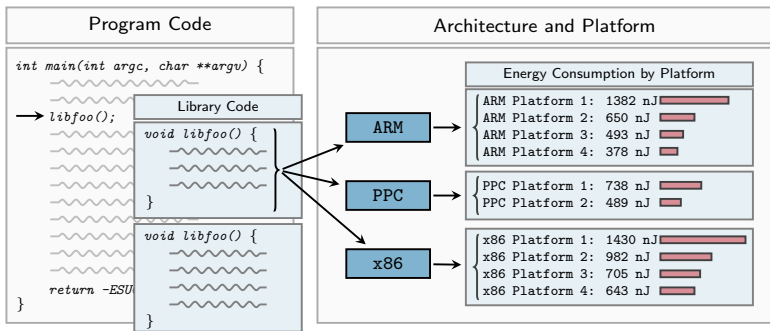 Program Code
int main(int argc, char **argv) {
libfoo();
return -ESU
}
Library Code
void libfoo() {
}
void libfoo() {
}
Architecture and Platform
ARM
PPC
x86
Energy Consumption by Platform
ARM Platform 1: 1382 nJ
ARM Platform 2: 650 nJ
ARM Platform 3: 493 nJ
ARM Platform 4: 378 nJ
PPC Platform 1: 738 nJ
PPC Platform 2: 489 nJ
x86 Platform 1: 1430 nJ
x86 Platform 2: 982 nJ
x86 Platform 3: 705 nJ
x86 Platform 4: 643 nJ